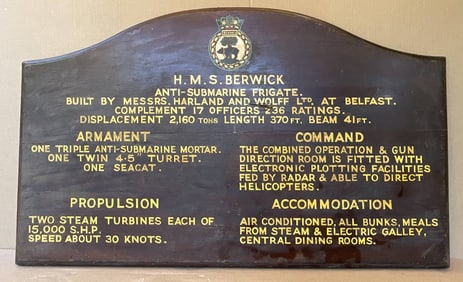 H.M.S. BERWICK
ANTI-SUBMARINE FRIGATE.
BUILT BY MESSRS. HARLAND AND WOLFF LTD. AT BELFAST.
COMPLEMENT 17 OFFICERS 236 RATINGS.
DISPLACEMENT 2,160 TONS LENGTH 370 FT. BEAM 41 FT.
ARMAMENT
ONE TRIPLE ANTI-SUBMARINE MORTAR.
ONE TWIN 4·5" TURRET.
ONE SEACAT.
COMMAND
THE COMBINED OPERATION & GUN
DIRECTION ROOM IS FITTED WITH
ELECTRONIC PLOTTING FACILITIES
FED BY RADAR & ABLE TO DIRECT
HELICOPTERS.
PROPULSION
TWO STEAM TURBINES EACH OF
15,000 S.H.P.
SPEED ABOUT 30 KNOTS.
ACCOMMODATION
AIR CONDITIONED, ALL BUNKS, MEALS
FROM STEAM & ELECTRIC GALLEY,
CENTRAL DINING ROOMS.